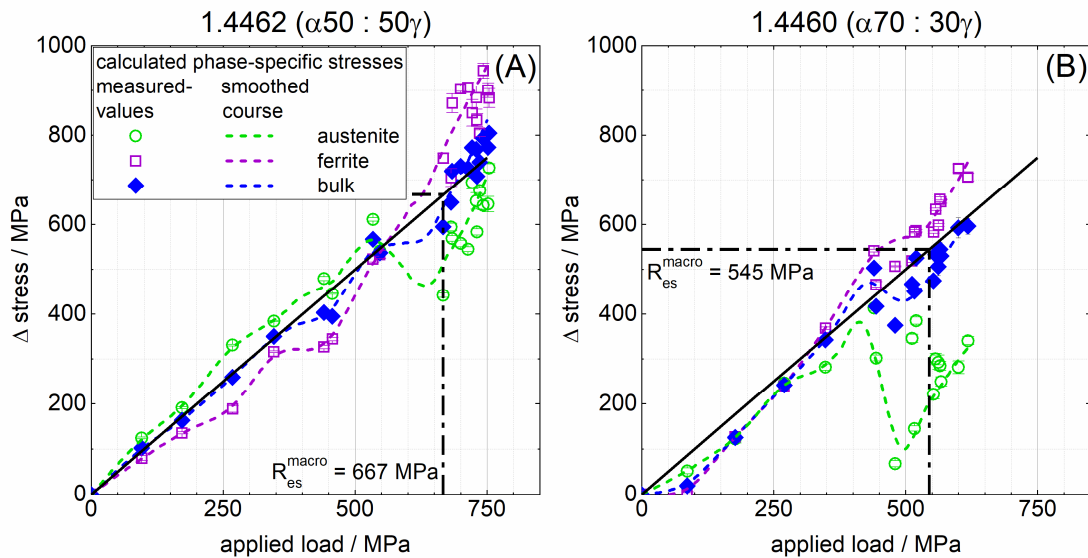 1.4462 (α50 : 50γ)
1000
800
600
400
200
0
Δ stress / MPa
calculated phase-specific stresses
measured- smoothed
values course
austenite
ferrite
bulk
(A)
R es macro = 667 MPa
0 250 500 750
applied load / MPa
1.4460 (α70 : 30γ)
1000
800
600
400
200
0
Δ stress / MPa
(B)
R es macro = 545 MPa
0 250 500 750
applied load / MPa